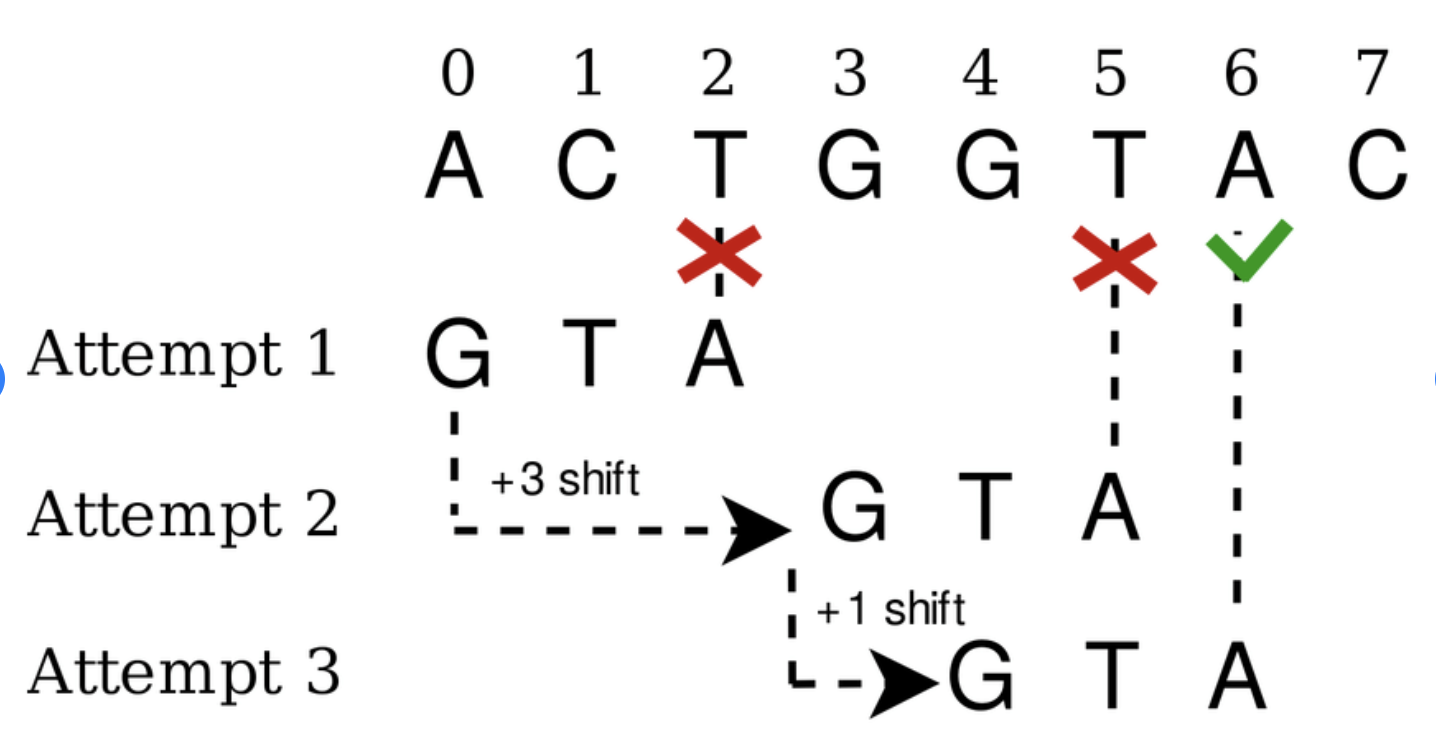 0 1 2 3 4 5 6 7
A C T G G T A C
Attempt 1 G T A
+3 shift
Attempt 2 G T A
+1 shift
Attempt 3 G T A